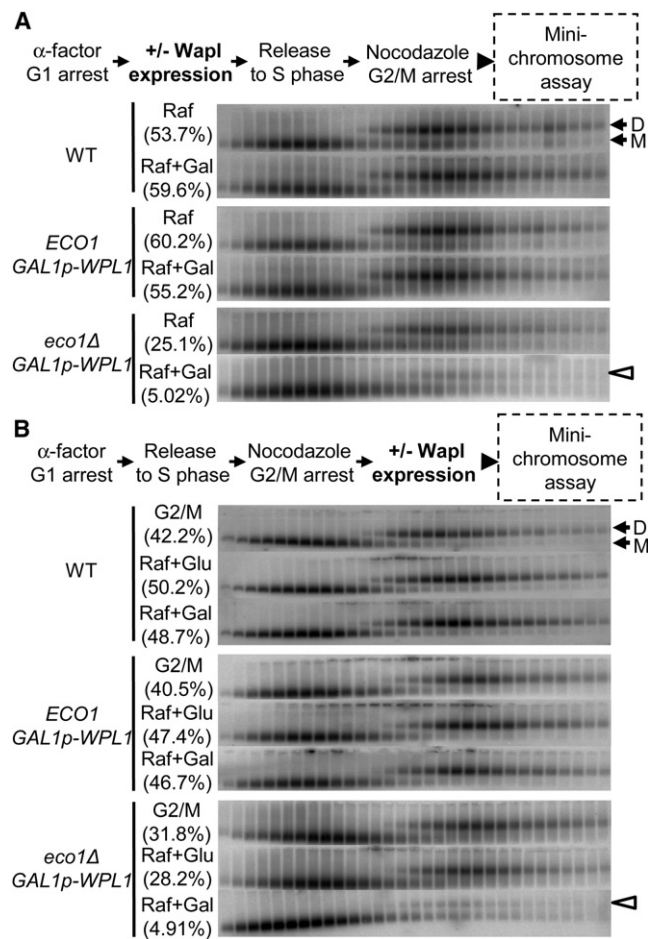 A
α-factor
G1 arrest
+/- Wapl
expression
Release
to S phase
Nocodazole
G2/M arrest
Mini-
chromosome
assay
WT
Raf
(53.7%)
D
M
Raf+Gal
(59.6%)
ECO1
GAL1p-WPL1
Raf
(60.2%)
Raf+Gal
(55.2%)
eco1Δ
GAL1p-WPL1
Raf
(25.1%)
Raf+Gal
(5.02%)
B
α-factor
G1 arrest
Release
to S phase
Nocodazole
G2/M arrest
+/- Wapl
expression
Mini-
chromosome
assay
WT
G2/M
(42.2%)
D
M
Raf+Glu
(50.2%)
Raf+Gal
(48.7%)
ECO1
GAL1p-WPL1
G2/M
(40.5%)
Raf+Glu
(47.4%)
Raf+Gal
(46.7%)
eco1Δ
GAL1p-WPL1
G2/M
(31.8%)
Raf+Glu
(28.2%)
Raf+Gal
(4.91%)